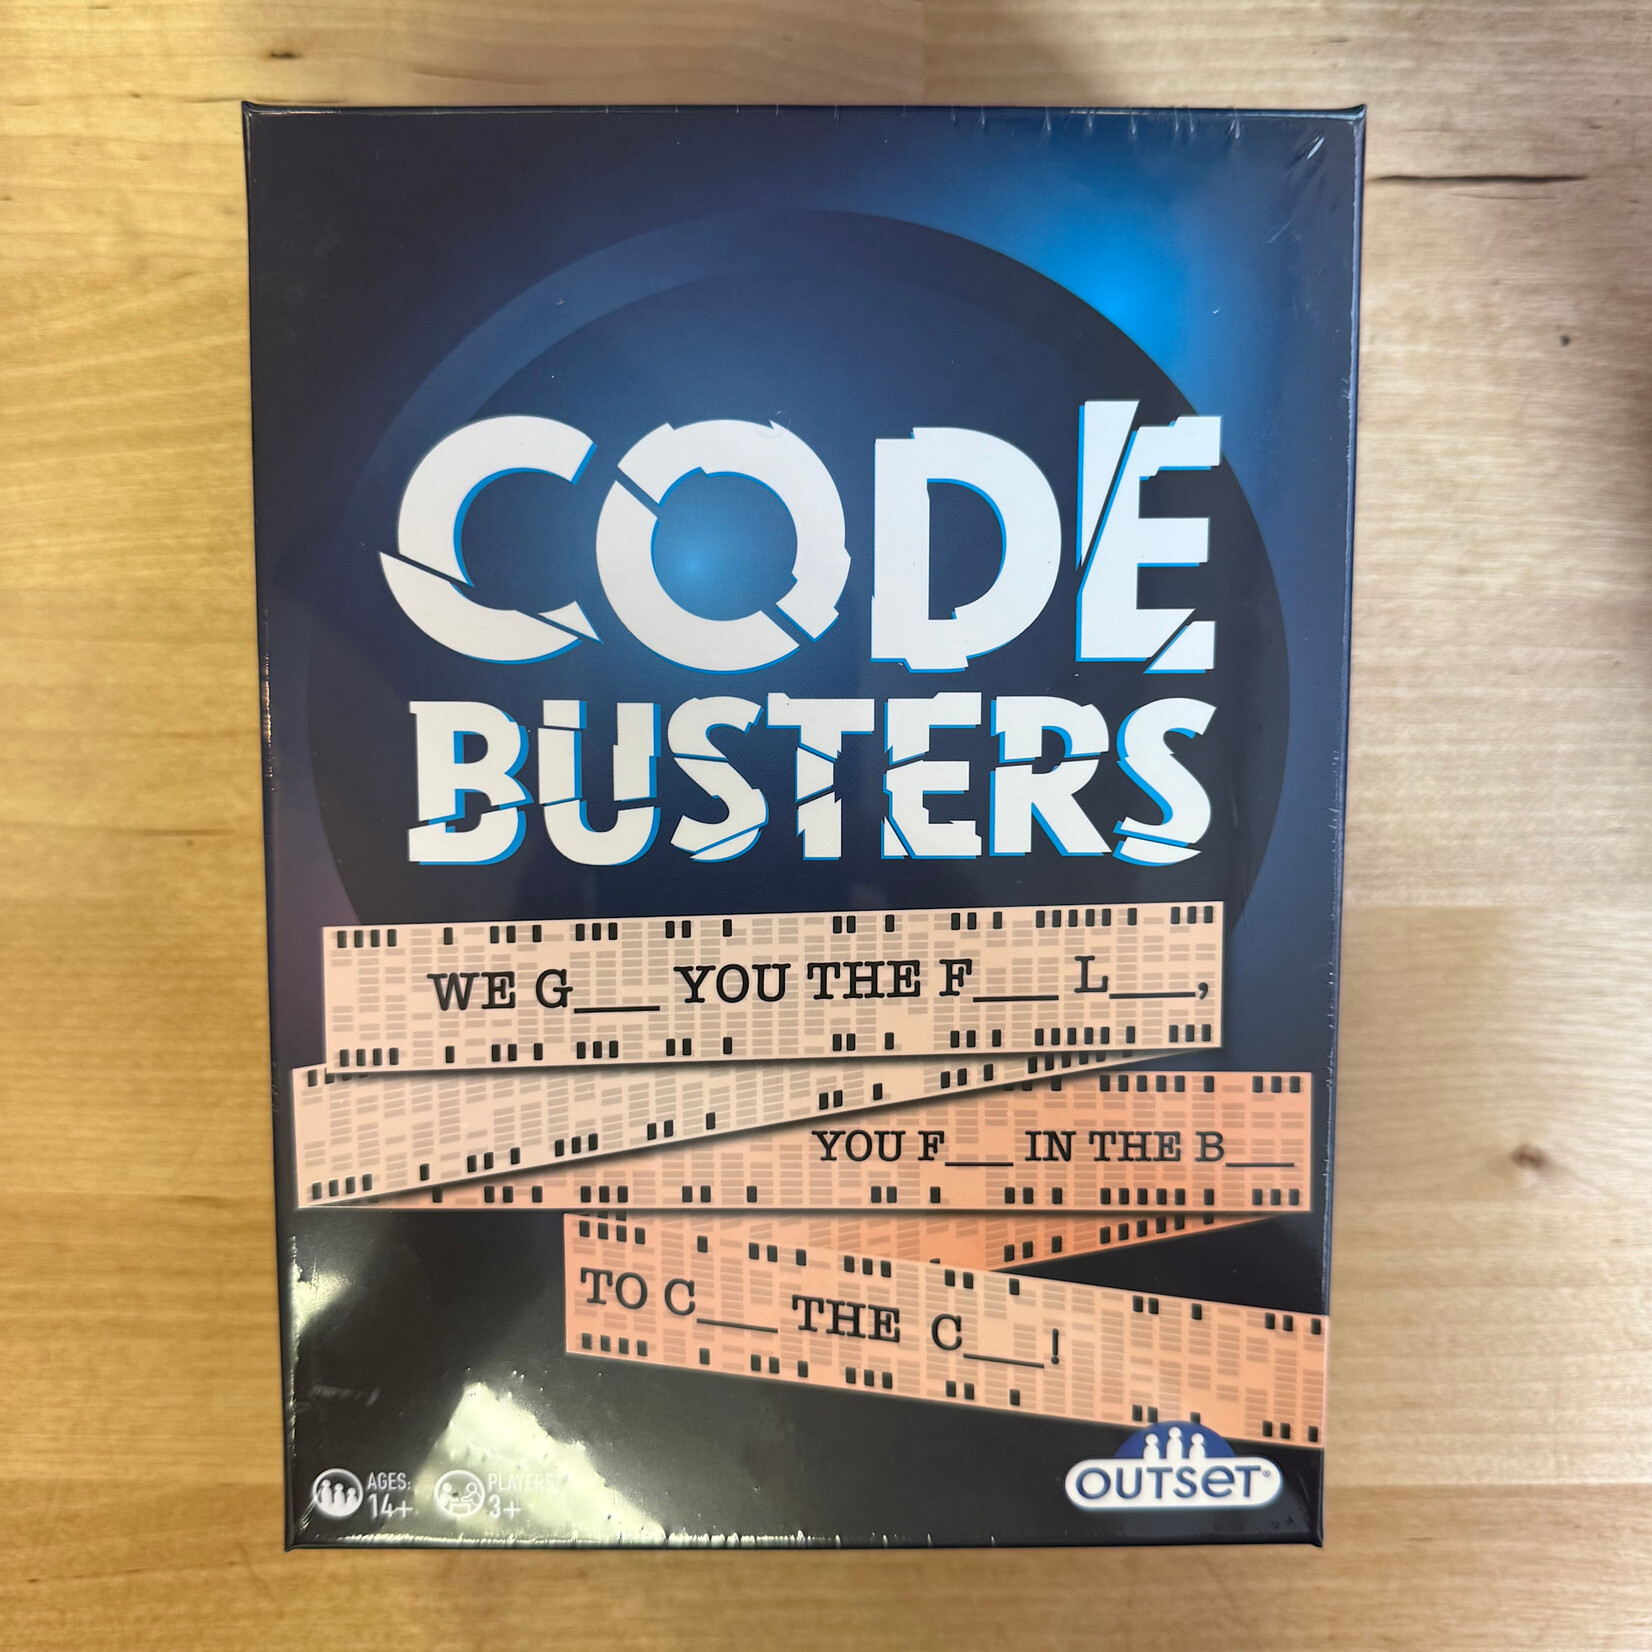 CODE
BUSTERS
WE G___ YOU THE F___ L___,
YOU F___ IN THE B___
TO C___ THE C___!
AGES:
14+
PLAYERS:
3+
OUTSET®